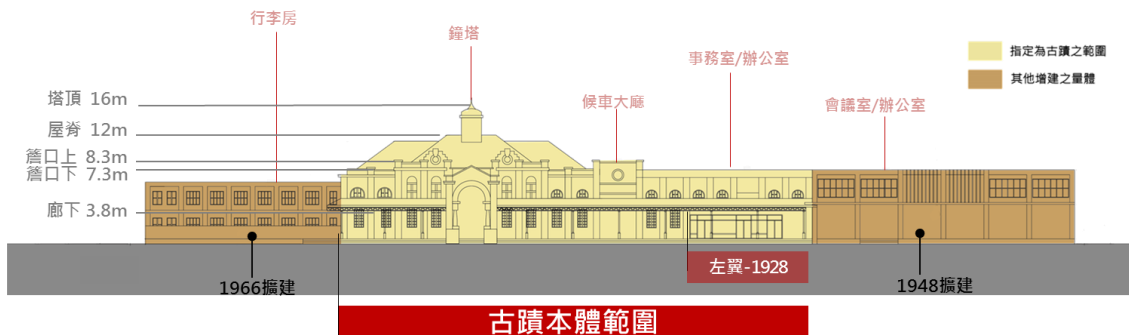 行李房
鐘塔
事務室/辦公室
候車大廳
會議室/辦公室
指定為古蹟之範圍
其他增建之量體
塔頂 16m
屋脊 12m
簷口上 8.3m
簷口下 7.3m
廊下 3.8m
左翼-1928
1966擴建
1948擴建
古蹟本體範圍